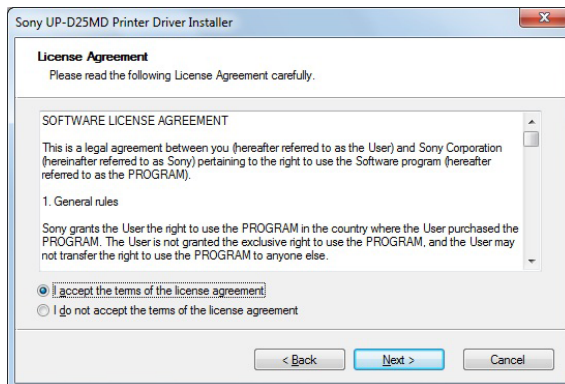 Sony UP-D25MD Printer Driver Installer
License Agreement
Please read the following License Agreement carefully.
SOFTWARE LICENSE AGREEMENT
This is a legal agreement between you (hereafter referred to as the User) and Sony Corporation
(hereinafter referred to as Sony) pertaining to the right to use the Software program (hereafter
referred to as the PROGRAM).
1. General rules
Sony grants the User the right to use the PROGRAM in the country where the User purchased the
PROGRAM. The User is not granted the exclusive right to use the PROGRAM, and the User may
not transfer the right to use the PROGRAM to anyone else.
I accept the terms of the license agreement
I do not accept the terms of the license agreement
< Back
Next >
Cancel